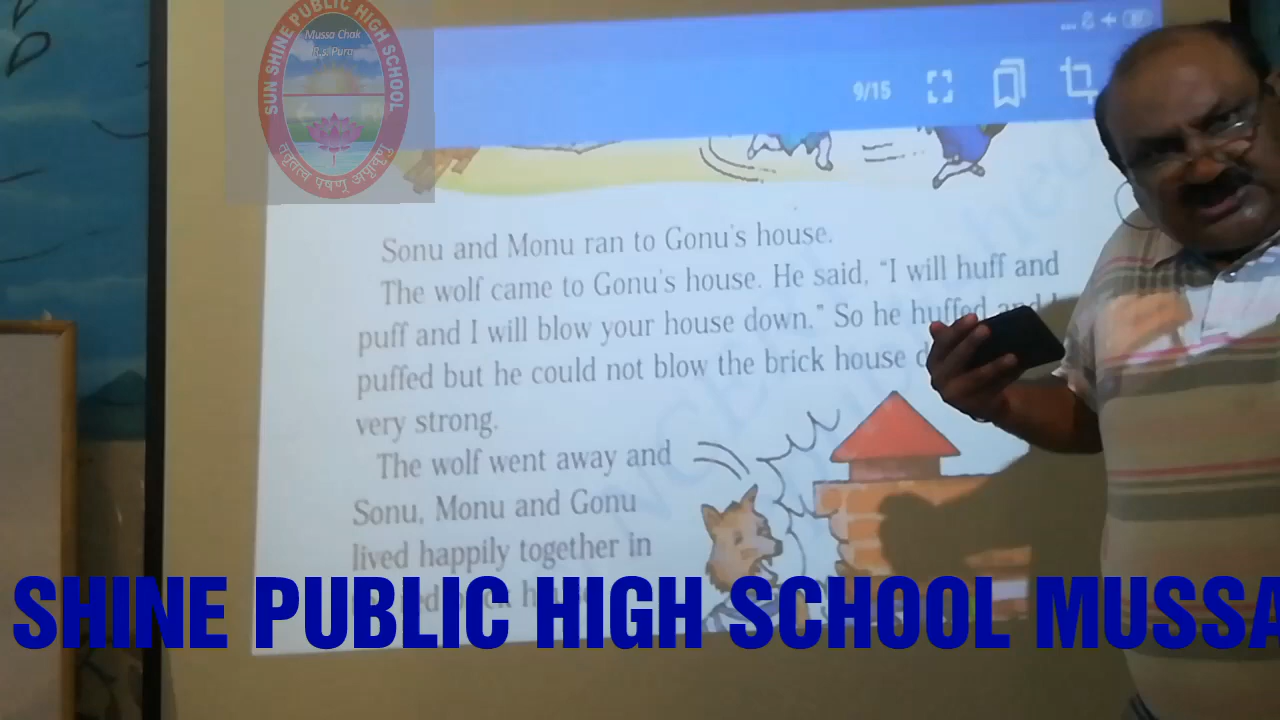 SUN SHINE PUBLIC HIGH SCHOOL
Mussa Chak
R.s. Pura
9/15
Sonu and Monu ran to Gonu's house.
The wolf came to Gonu's house. He said, "I will huff and
puff and I will blow your house down." So he huffed and
puffed but he could not blow the brick house
very strong.
The wolf went away and
Sonu, Monu and Gonu
lived happily together in
SHINE PUBLIC HIGH SCHOOL MUSSA